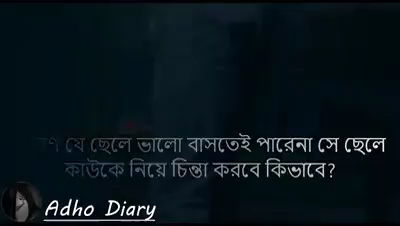 যে ছেলে ভালো বাসতেই পারেনা সে ছেলে
কাউকে নিয়ে চিন্তা করবে কিভাবে?
Adho Diary